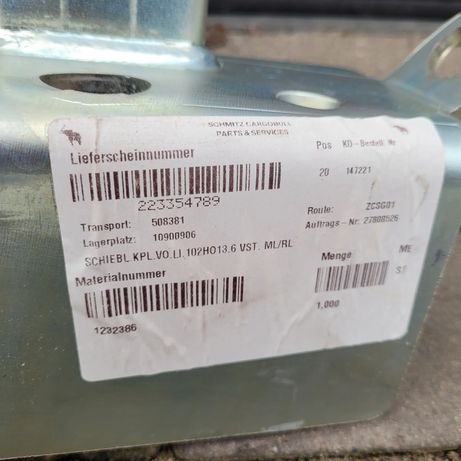 SCHMITZ CARGOBULL
PARTS & SERVICES
Lieferscheinnummer
Pos KD-Bestell. Nr
20 147221
223354789
Transport: 508381
Lagerplatz: 10900906
Route: ZCSG01
Auftrags-Nr. 27808526
SCHIEBL.KPL.VO.LI,102HO13.6 VST. ML/RL
Materialnummer
Menge
ME
1232386
1,000